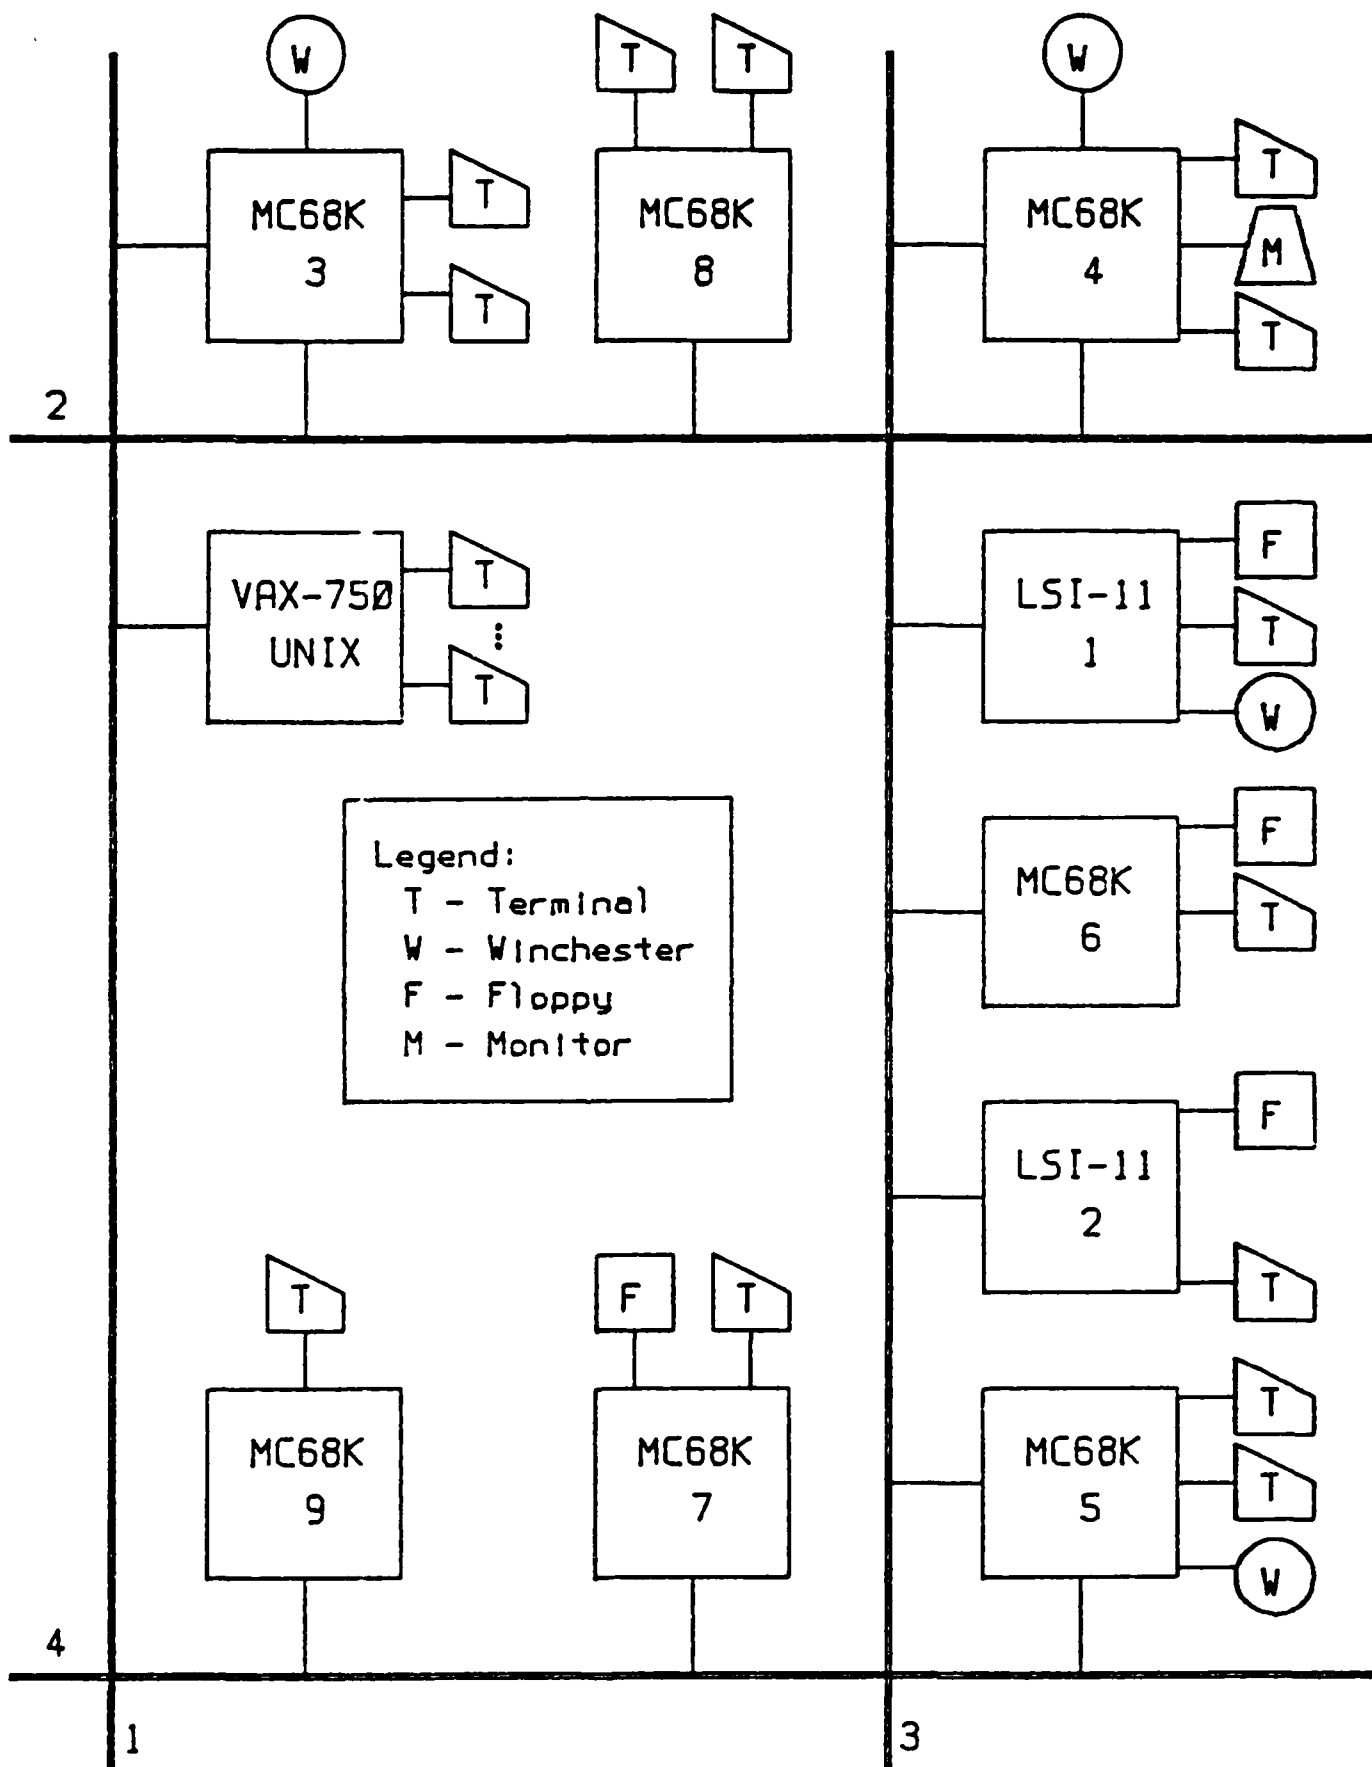 W
T T
W
MC68K
3
T
T
MC68K
8
MC68K
4
T
M
T
2
VAX-750
UNIX
T
T
LSI-11
1
F
T
W
Legend:
T - Terminal
W - Winchester
F - Floppy
M - Monitor
MC68K
6
F
T
LSI-11
2
F
T
T
MC68K
9
F T
MC68K
7
MC68K
5
T
T
W
4
1
3